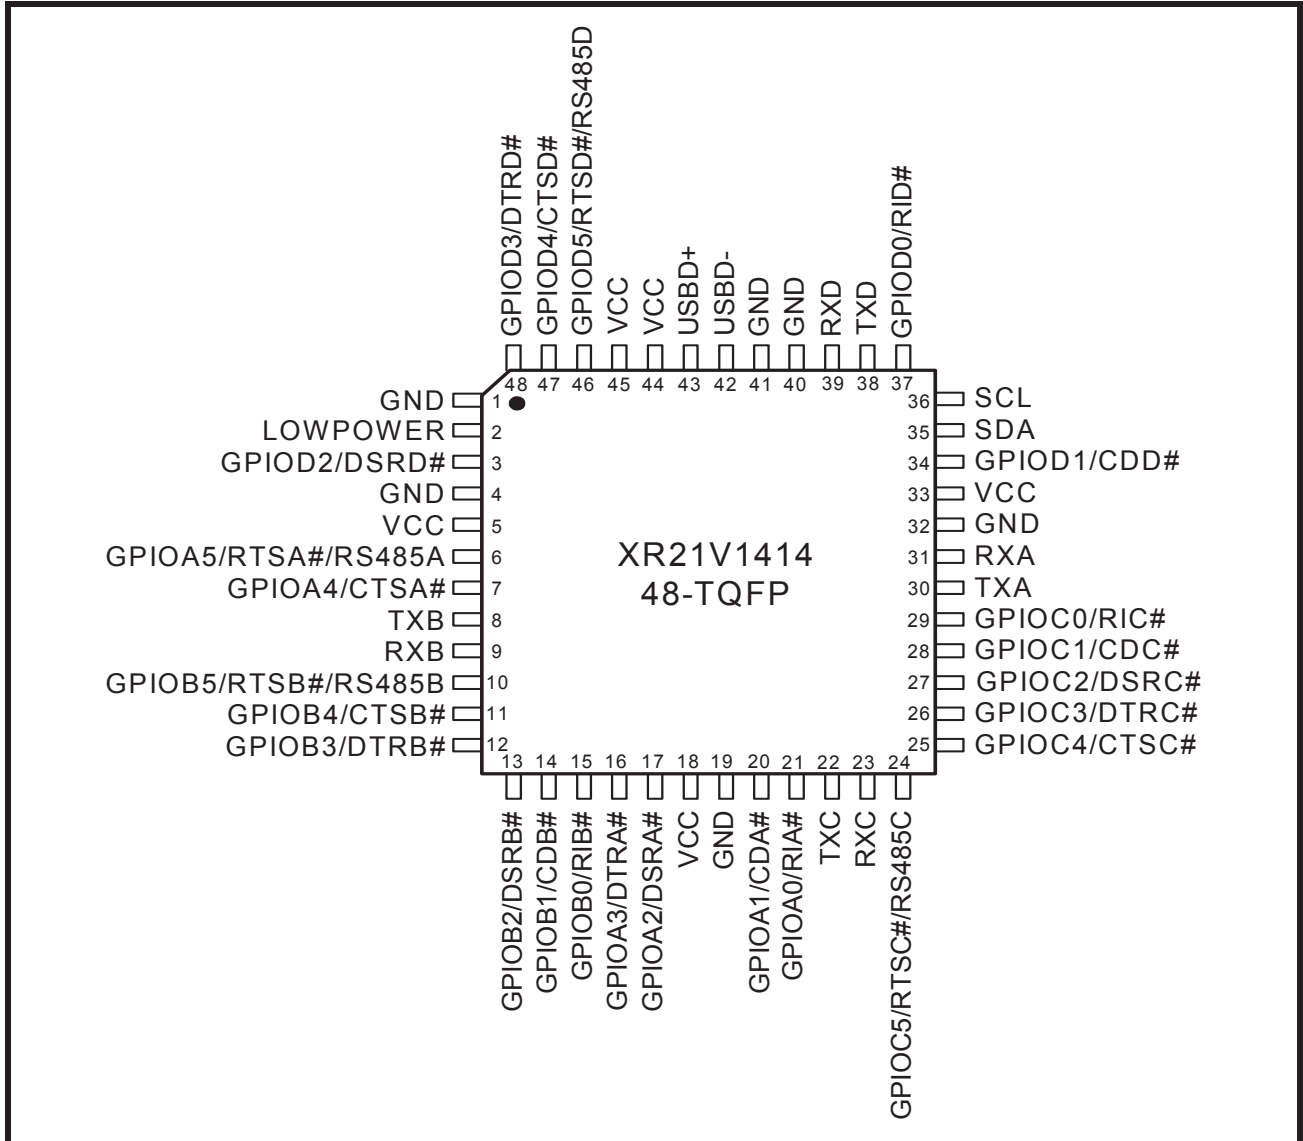 GPIOD3/DTRD#
GPIOD4/CTSD#
GPIOD5/RTSD#/RS485D
VCC
VCC
USBD+
USBD-
GND
GND
RXD
TXD
GPIOD0/RID#
48 47 46 45 44 43 42 41 40 39 38 37
GND 1
LOWPOWER 2
GPIOD2/DSRD# 3
GND 4
VCC 5
GPIOA5/RTSA#/RS485A 6
GPIOA4/CTSA# 7
TXB 8
RXB 9
GPIOB5/RTSB#/RS485B 10
GPIOB4/CTSB# 11
GPIOB3/DTRB# 12
XR21V1414
48-TQFP
36 SCL
35 SDA
34 GPIOD1/CDD#
33 VCC
32 GND
31 RXA
30 TXA
29 GPIOC0/RIC#
28 GPIOC1/CDC#
27 GPIOC2/DSRC#
26 GPIOC3/DTRC#
25 GPIOC4/CTSC#
13 14 15 16 17 18 19 20 21 22 23 24
GPIOB2/DSRB#
GPIOB1/CDB#
GPIOB0/RIB#
GPIOA3/DTRA#
GPIOA2/DSRA#
VCC
GND
GPIOA1/CDA#
GPIOA0/RIA#
TXC
RXC
GPIOC5/RTSC#/RS485C